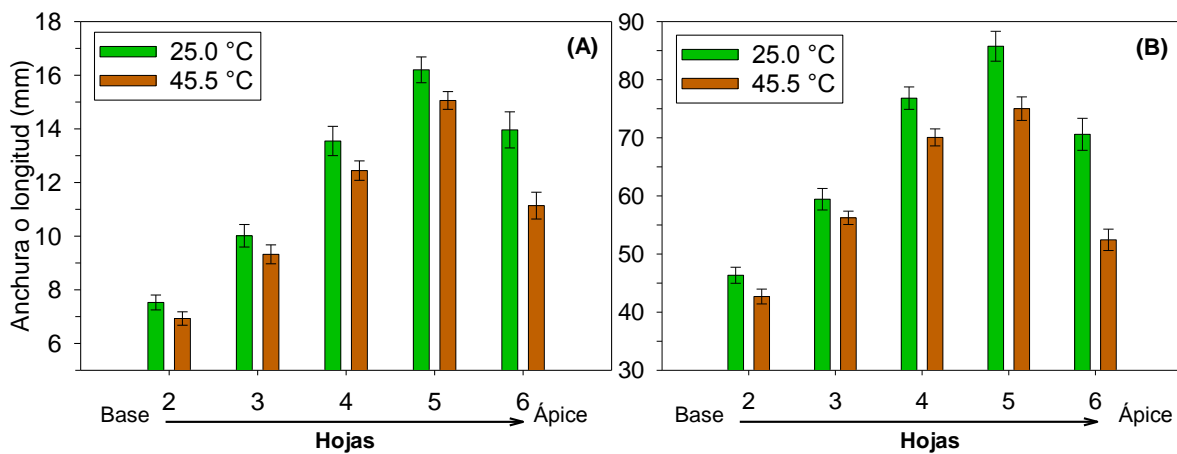 Anchura o longitud (mm)
18
16
14
12
10
8
6
25.0 °C
45.5 °C
(A)
2 3 4 5 6
Base Ápice
Hojas
90
80
70
60
50
40
30
25.0 °C
45.5 °C
(B)
2 3 4 5 6
Base Ápice
Hojas